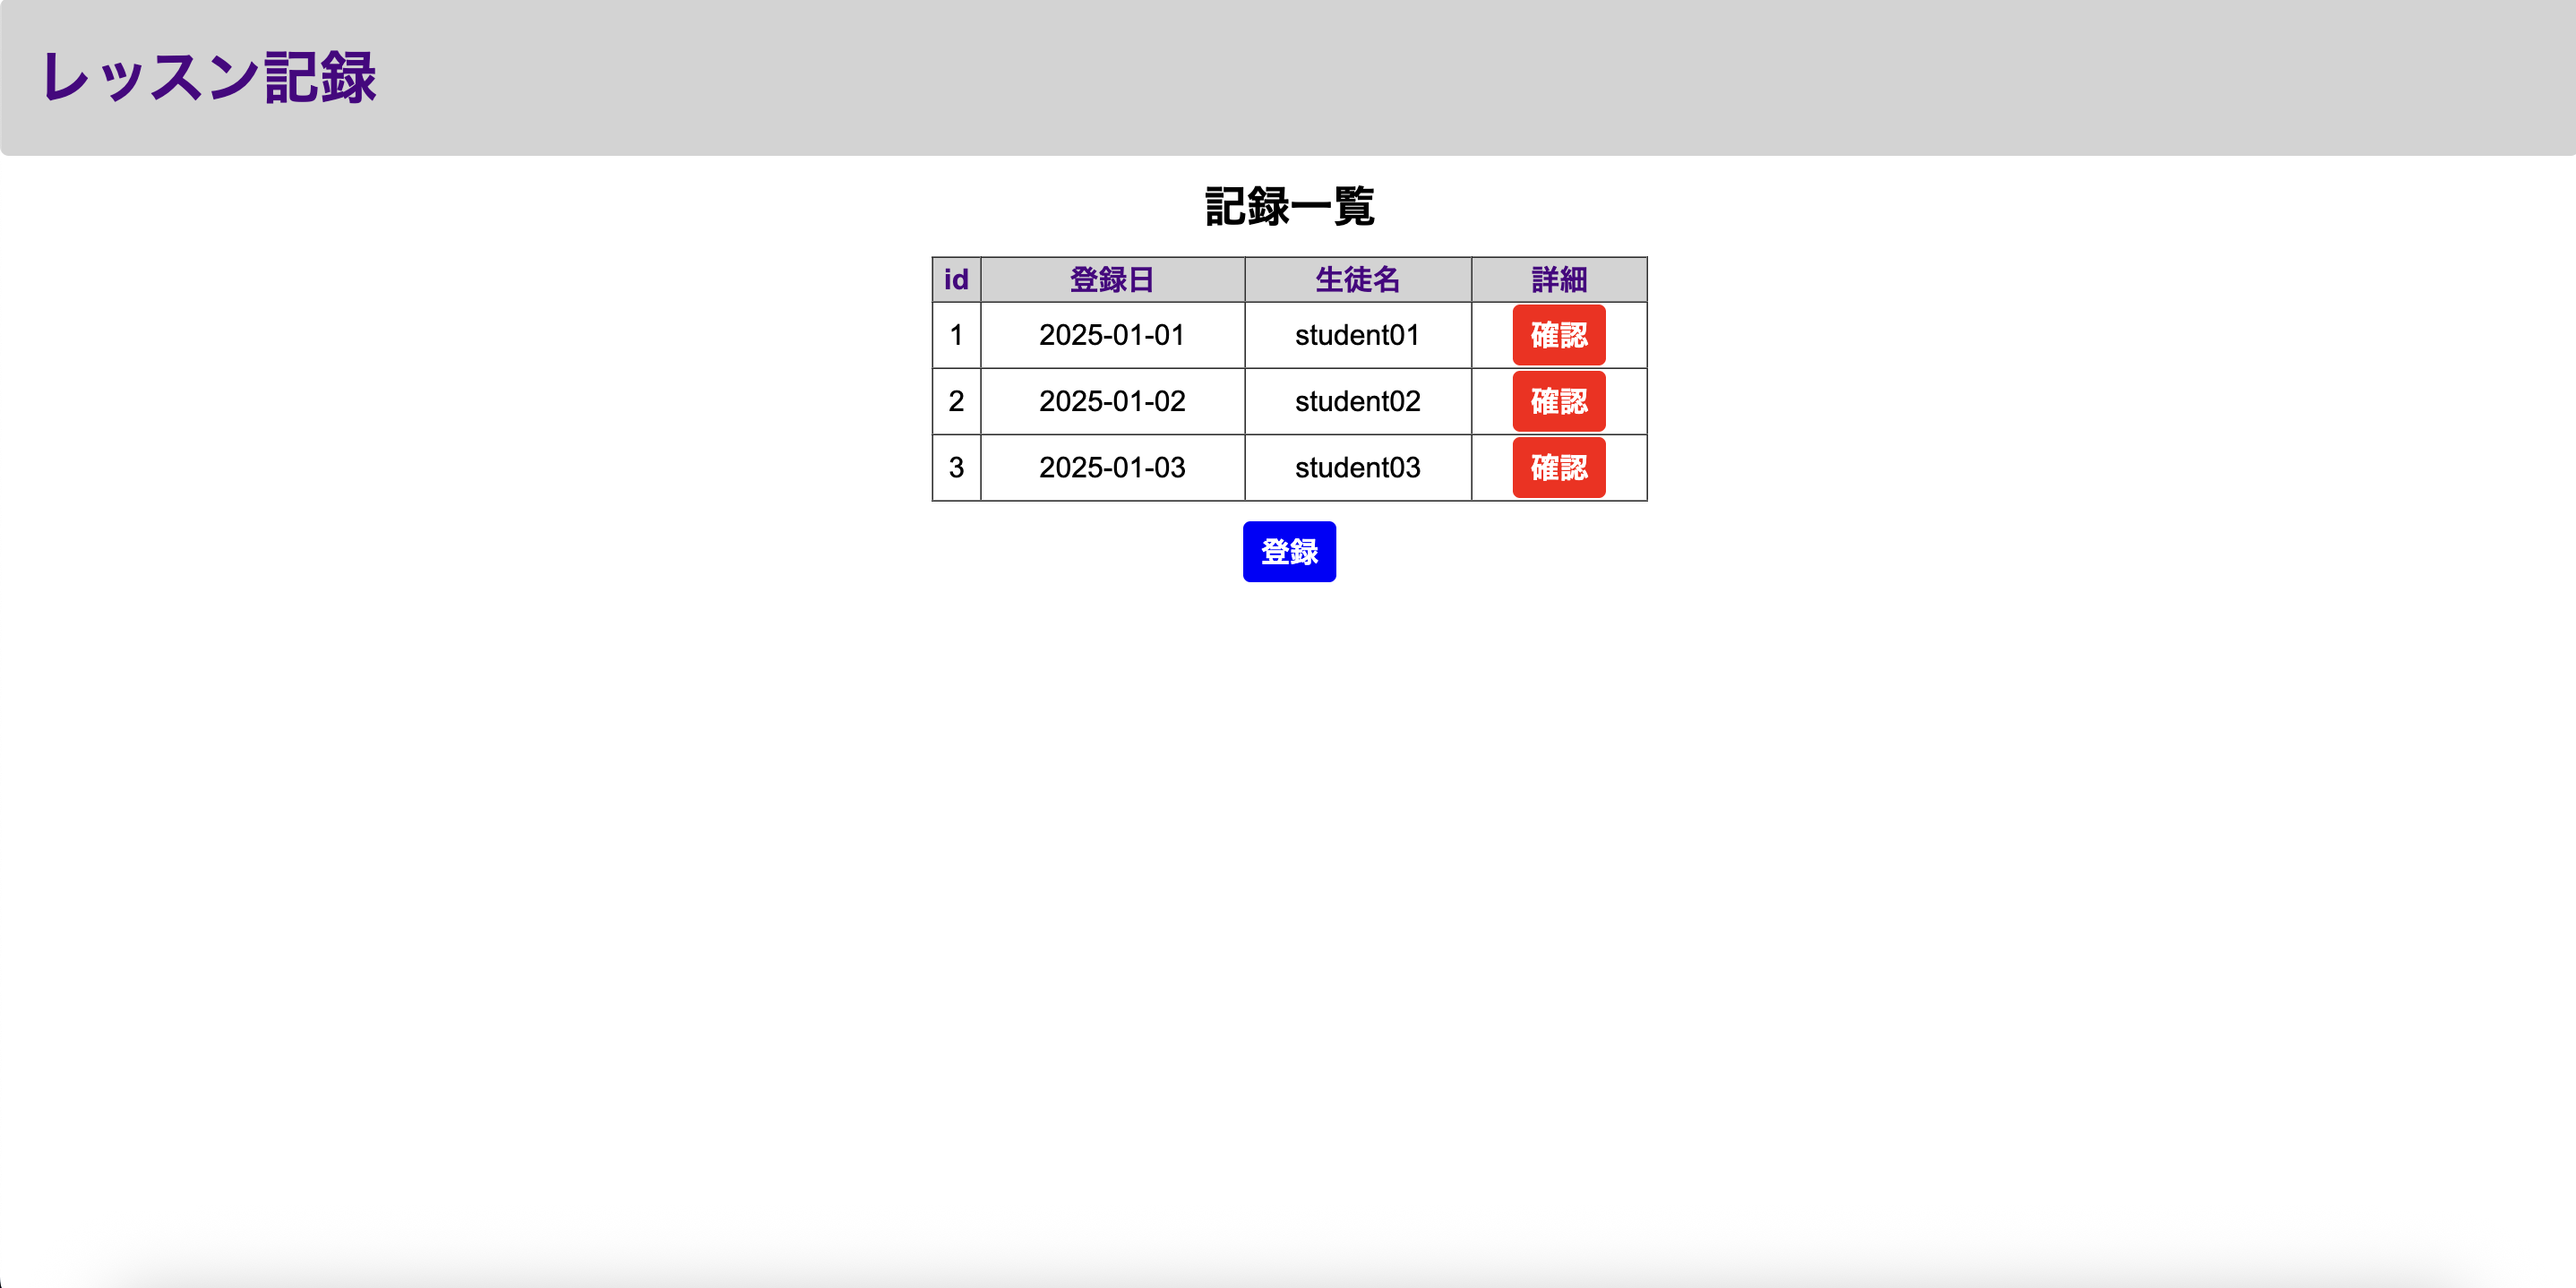 レッスン記録
記録一覧
id 登録日 生徒名 詳細
1 2025-01-01 student01 確認
2 2025-01-02 student02 確認
3 2025-01-03 student03 確認
登録